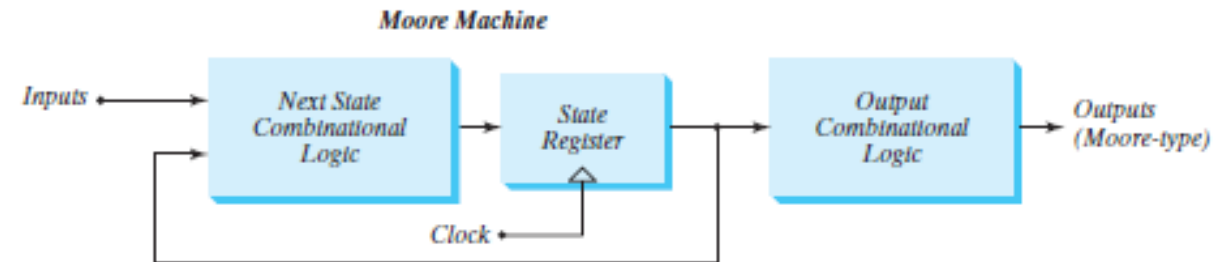 Moore Machine
Inputs
Next State
Combinational
Logic
State
Register
Output
Combinational
Logic
Outputs
(Moore-type)
Clock